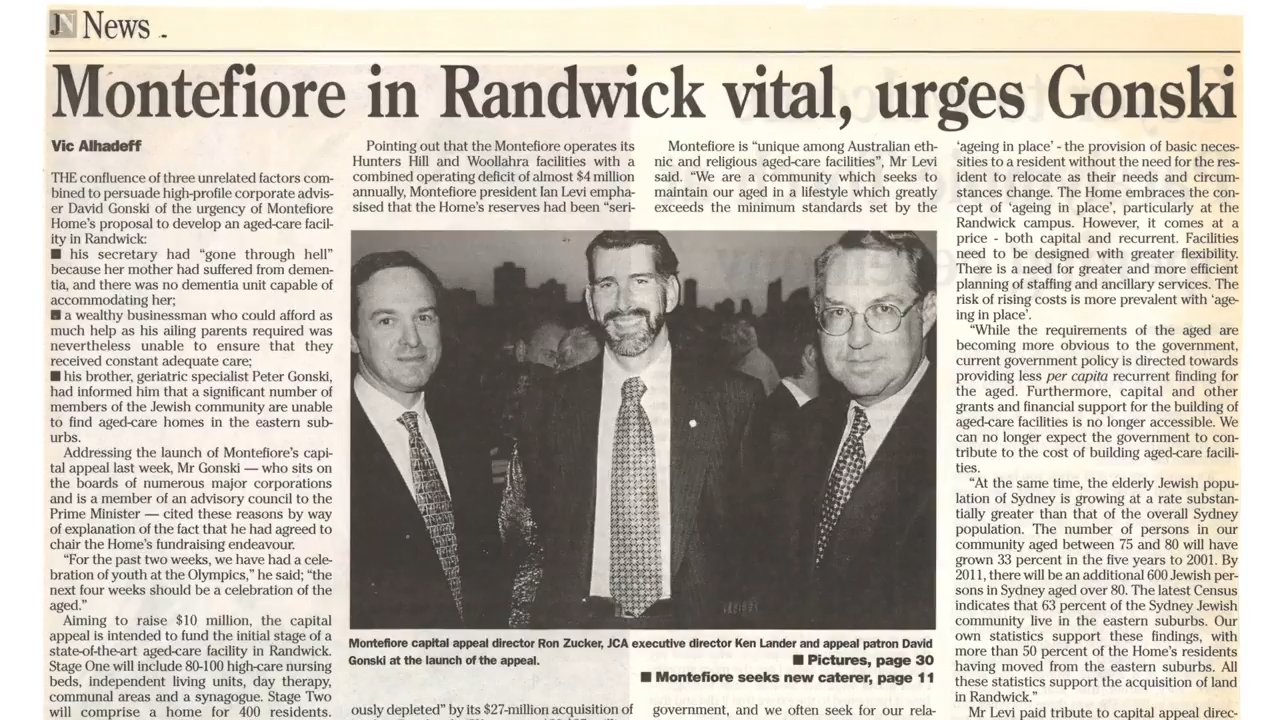 JN News
Montefiore in Randwick vital, urges Gonski
Vic Alhadeff
THE confluence of three unrelated factors com-
bined to persuade high-profile corporate advis-
er David Gonski of the urgency of Montefiore
Home's proposal to develop an aged-care facil-
ity in Randwick:
■ his secretary had "gone through hell"
because her mother had suffered from demen-
tia, and there was no dementia unit capable of
accommodating her;
■ a wealthy businessman who could afford as
much help as his ailing parents required was
nevertheless unable to ensure that they
received constant adequate care;
■ his brother, geriatric specialist Peter Gonski,
had informed him that a significant number of
members of the Jewish community are unable
to find aged-care homes in the eastern sub-
urbs.
Addressing the launch of Montefiore's capi-
tal appeal last week, Mr Gonski — who sits on
the boards of numerous major corporations
and is a member of an advisory council to the
Prime Minister — cited these reasons by way
of explanation of the fact that he had agreed to
chair the Home's fundraising endeavour.
"For the past two weeks, we have had a cele-
bration of youth at the Olympics," he said; "the
next four weeks should be a celebration of the
aged."
Aiming to raise $10 million, the capital
appeal is intended to fund the initial stage of a
state-of-the-art aged-care facility in Randwick.
Stage One will include 80-100 high-care nursing
beds, independent living units, day therapy,
communal areas and a synagogue. Stage Two
will comprise a home for 400 residents.
Pointing out that the Montefiore operates its
Hunters Hill and Woollahra facilities with a
combined operating deficit of almost $4 million
annually, Montefiore president Ian Levi empha-
sised that the Home's reserves had been "seri-
Montefiore capital appeal director Ron Zucker, JCA executive director Ken Lander and appeal patron David
Gonski at the launch of the appeal.
■ Pictures, page 30
■ Montefiore seeks new caterer, page 11
ously depleted" by its $27-million acquisition of
Montefiore is "unique among Australian eth-
nic and religious aged-care facilities", Mr Levi
said. "We are a community which seeks to
maintain our aged in a lifestyle which greatly
exceeds the minimum standards set by the
government, and we often seek for our rela-
'ageing in place' - the provision of basic neces-
sities to a resident without the need for the res-
ident to relocate as their needs and circum-
stances change. The Home embraces the con-
cept of 'ageing in place', particularly at the
Randwick campus. However, it comes at a
price - both capital and recurrent. Facilities
need to be designed with greater flexibility.
There is a need for greater and more efficient
planning of staffing and ancillary services. The
risk of rising costs is more prevalent with 'age-
ing in place'.
"While the requirements of the aged are
becoming more obvious to the government,
current government policy is directed towards
providing less per capita recurrent finding for
the aged. Furthermore, capital and other
grants and financial support for the building of
aged-care facilities is no longer accessible. We
can no longer expect the government to con-
tribute to the cost of building aged-care facili-
ties.
"At the same time, the elderly Jewish popu-
lation of Sydney is growing at a rate substan-
tially greater than that of the overall Sydney
population. The number of persons in our
community aged between 75 and 80 will have
grown 33 percent in the five years to 2001. By
2011, there will be an additional 600 Jewish per-
sons in Sydney aged over 80. The latest Census
indicates that 63 percent of the Sydney Jewish
community live in the eastern suburbs. Our
own statistics support these findings, with
more than 50 percent of the Home's residents
having moved from the eastern suburbs. All
these statistics support the acquisition of land
in Randwick."
Mr Levi paid tribute to capital appeal direc-